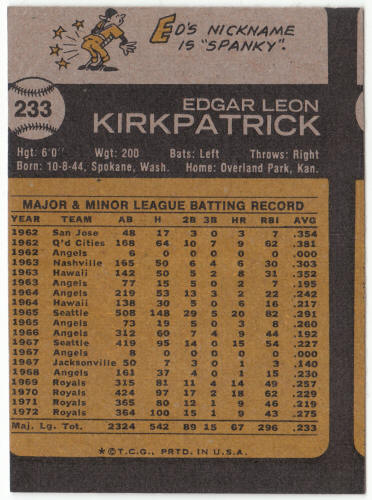 ED'S NICKNAME
IS "SPANKY".
233
EDGAR LEON
KIRKPATRICK
Hgt: 6'0" Wgt: 200 Bats: Left Throws: Right
Born: 10-8-44, Spokane, Wash. Home: Overland Park, Kan.
MAJOR & MINOR LEAGUE BATTING RECORD
YEAR TEAM AB H 2B 3B HR RBI AVG
1962 San Jose 48 17 3 0 3 7 .354
1962 Q'd Cities 168 64 10 7 9 62 .381
1962 Angels 6 0 0 0 0 0 .000
1963 Nashville 165 50 6 4 6 30 .303
1963 Hawaii 142 50 5 2 8 31 .352
1963 Angels 77 15 5 0 2 7 .195
1964 Angels 219 53 13 3 2 22 .242
1964 Hawaii 138 30 5 0 6 16 .217
1965 Seattle 508 148 29 5 20 82 .291
1965 Angels 73 19 5 0 3 8 .260
1966 Angels 312 60 7 4 9 44 .192
1967 Seattle 419 95 14 0 5 57 .227
1967 Angels 8 0 0 0 0 0 .000
1967 Jacksonville 50 7 3 0 1 3 .140
1968 Angels 161 37 4 0 1 15 .230
1969 Royals 315 81 11 4 14 49 .257
1970 Royals 424 97 17 2 18 62 .229
1971 Royals 365 80 12 1 9 46 .219
1972 Royals 364 100 15 1 9 43 .275
Maj. Lg. Tot. 2324 542 89 15 67 296 .233
*© T.C.G., PRTD. IN U.S.A.